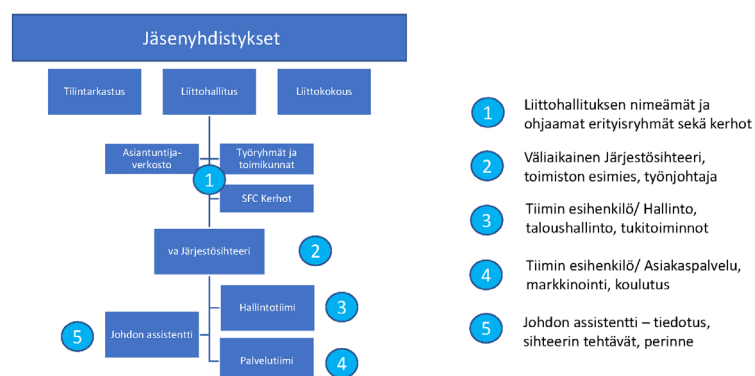 Jäsenyhdistykset
Tilintarkastus
Liittohallitus
Liittokokous
Asiantuntija-
verkosto
Työryhmät ja
toimikunnat
1
SFC Kerhot
va Järjestösihteeri
2
Hallintotiimi
3
5
Johdon assistentti
Palvelutiimi
4
1
Liittohallituksen nimeämät ja
ohjaamat erityisryhmät sekä kerhot
2
Väliaikainen Järjestösihteeri,
toimiston esimies, työnjohtaja
3
Tiimin esihenkilö/ Hallinto,
taloushallinto, tukitoiminnot
4
Tiimin esihenkilö/ Asiakaspalvelu,
markkinointi, koulutus
5
Johdon assistentti – tiedotus,
sihteerin tehtävät, perinne